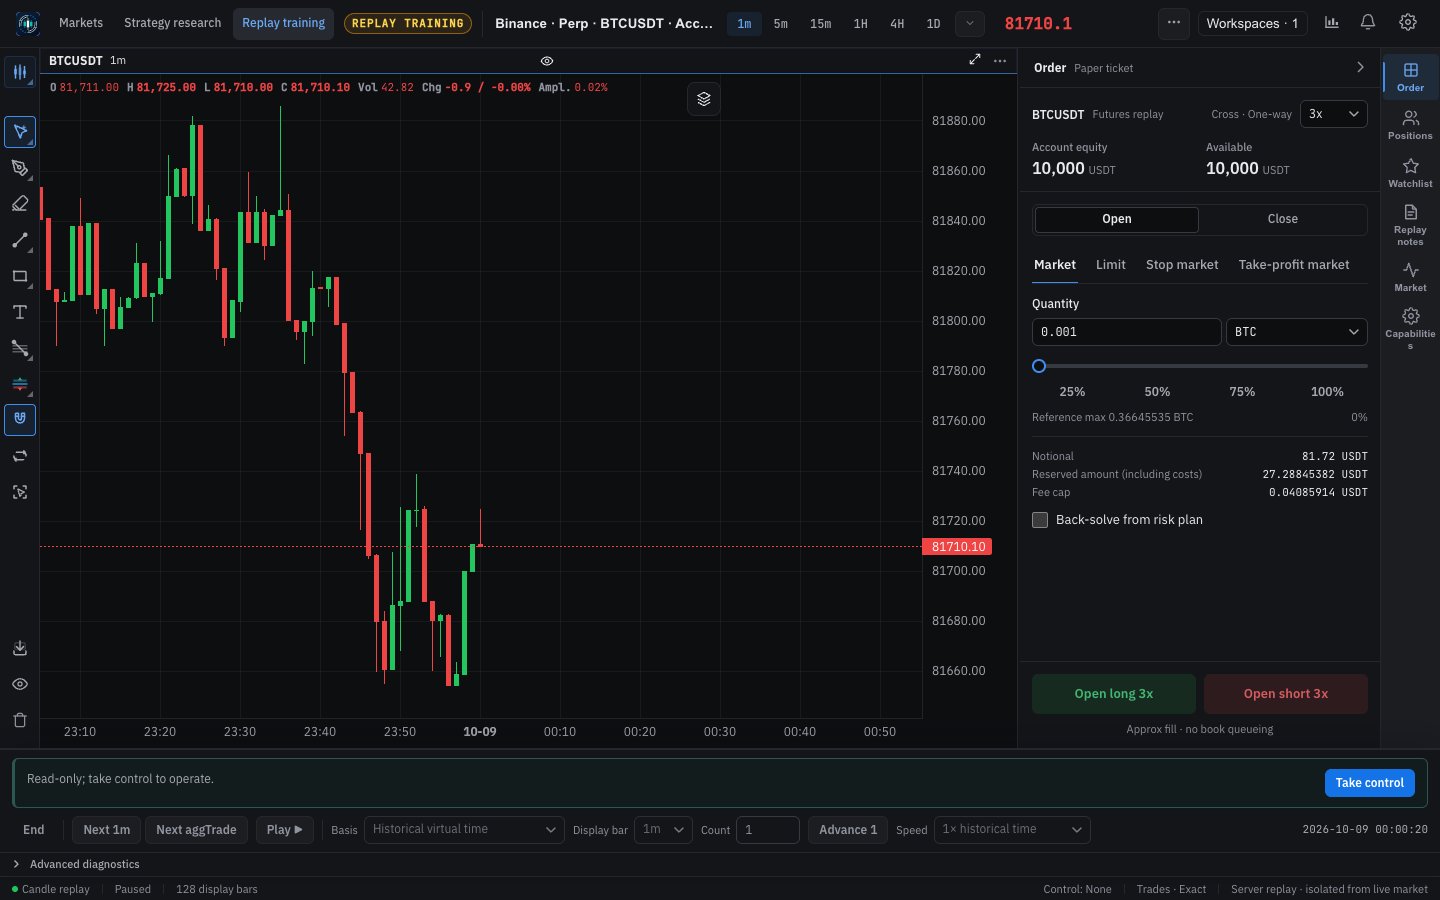 Markets Strategy research Replay training REPLAY TRAINING Binance · Perp · BTCUSDT · Acc... 1m 5m 15m 1H 4H 1D 81710.1 Workspaces · 1
BTCUSDT 1m
O 81,711.00 H 81,725.00 L 81,710.00 C 81,710.10 Vol 42.82 Chg -0.9 / -0.00% Ampl. 0.02%
81880.00
81860.00
81840.00
81820.00
81800.00
81780.00
81760.00
81740.00
81720.00
81710.10
81700.00
81680.00
81660.00
23:10 23:20 23:30 23:40 23:50 10-09 00:10 00:20 00:30 00:40 00:50
Order Paper ticket
BTCUSDT Futures replay Cross · One-way 3x
Account equity Available
10,000 USDT 10,000 USDT
Open Close
Market Limit Stop market Take-profit market
Quantity
0.001 BTC
25% 50% 75% 100%
Reference max 0.36645535 BTC 0%
Notional 81.72 USDT
Reserved amount (including costs) 27.28845382 USDT
Fee cap 0.04085914 USDT
Back-solve from risk plan
Open long 3x Open short 3x
Approx fill · no book queueing
Order
Positions
Watchlist
Replay
notes
Market
Capabilitie
s
Read-only; take control to operate. Take control
End Next 1m Next aggTrade Play Basis Historical virtual time Display bar 1m Count 1 Advance 1 Speed 1× historical time 2026-10-09 00:00:20
Advanced diagnostics
Candle replay Paused 128 display bars Control: None Trades · Exact Server replay · isolated from live market